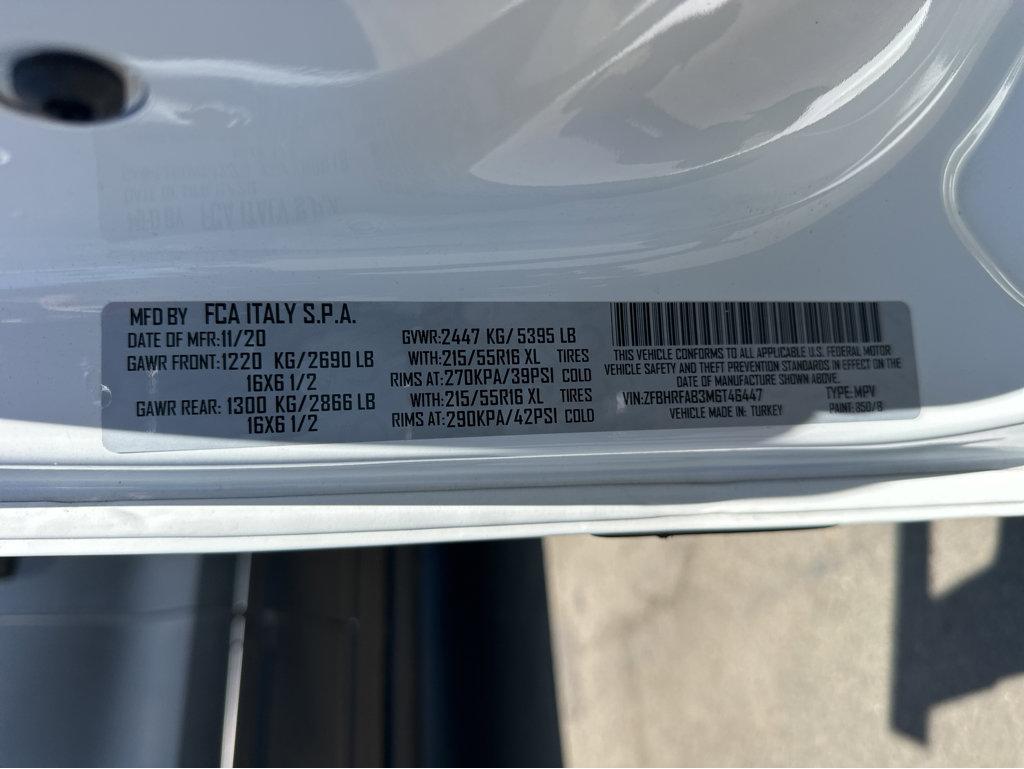 MFD BY FCA ITALY S.P.A.
DATE OF MFR:11/20
GAWR FRONT:1220 KG/2690 LB
16X6 1/2
GAWR REAR: 1300 KG/2866 LB
16X6 1/2
GVWR:2447 KG/5395 LB
WITH:215/55R16 XL TIRES
RIMS AT:270KPA/39PSI COLD
WITH:215/55R16 XL TIRES
RIMS AT:290KPA/42PSI COLD
THIS VEHICLE CONFORMS TO ALL APPLICABLE U.S. FEDERAL MOTOR
VEHICLE SAFETY AND THEFT PREVENTION STANDARDS IN EFFECT ON THE
DATE OF MANUFACTURE SHOWN ABOVE.
VIN:ZFBHRFAB3M6T46447 TYPE:MPV
VEHICLE MADE IN: TURKEY PAINT: